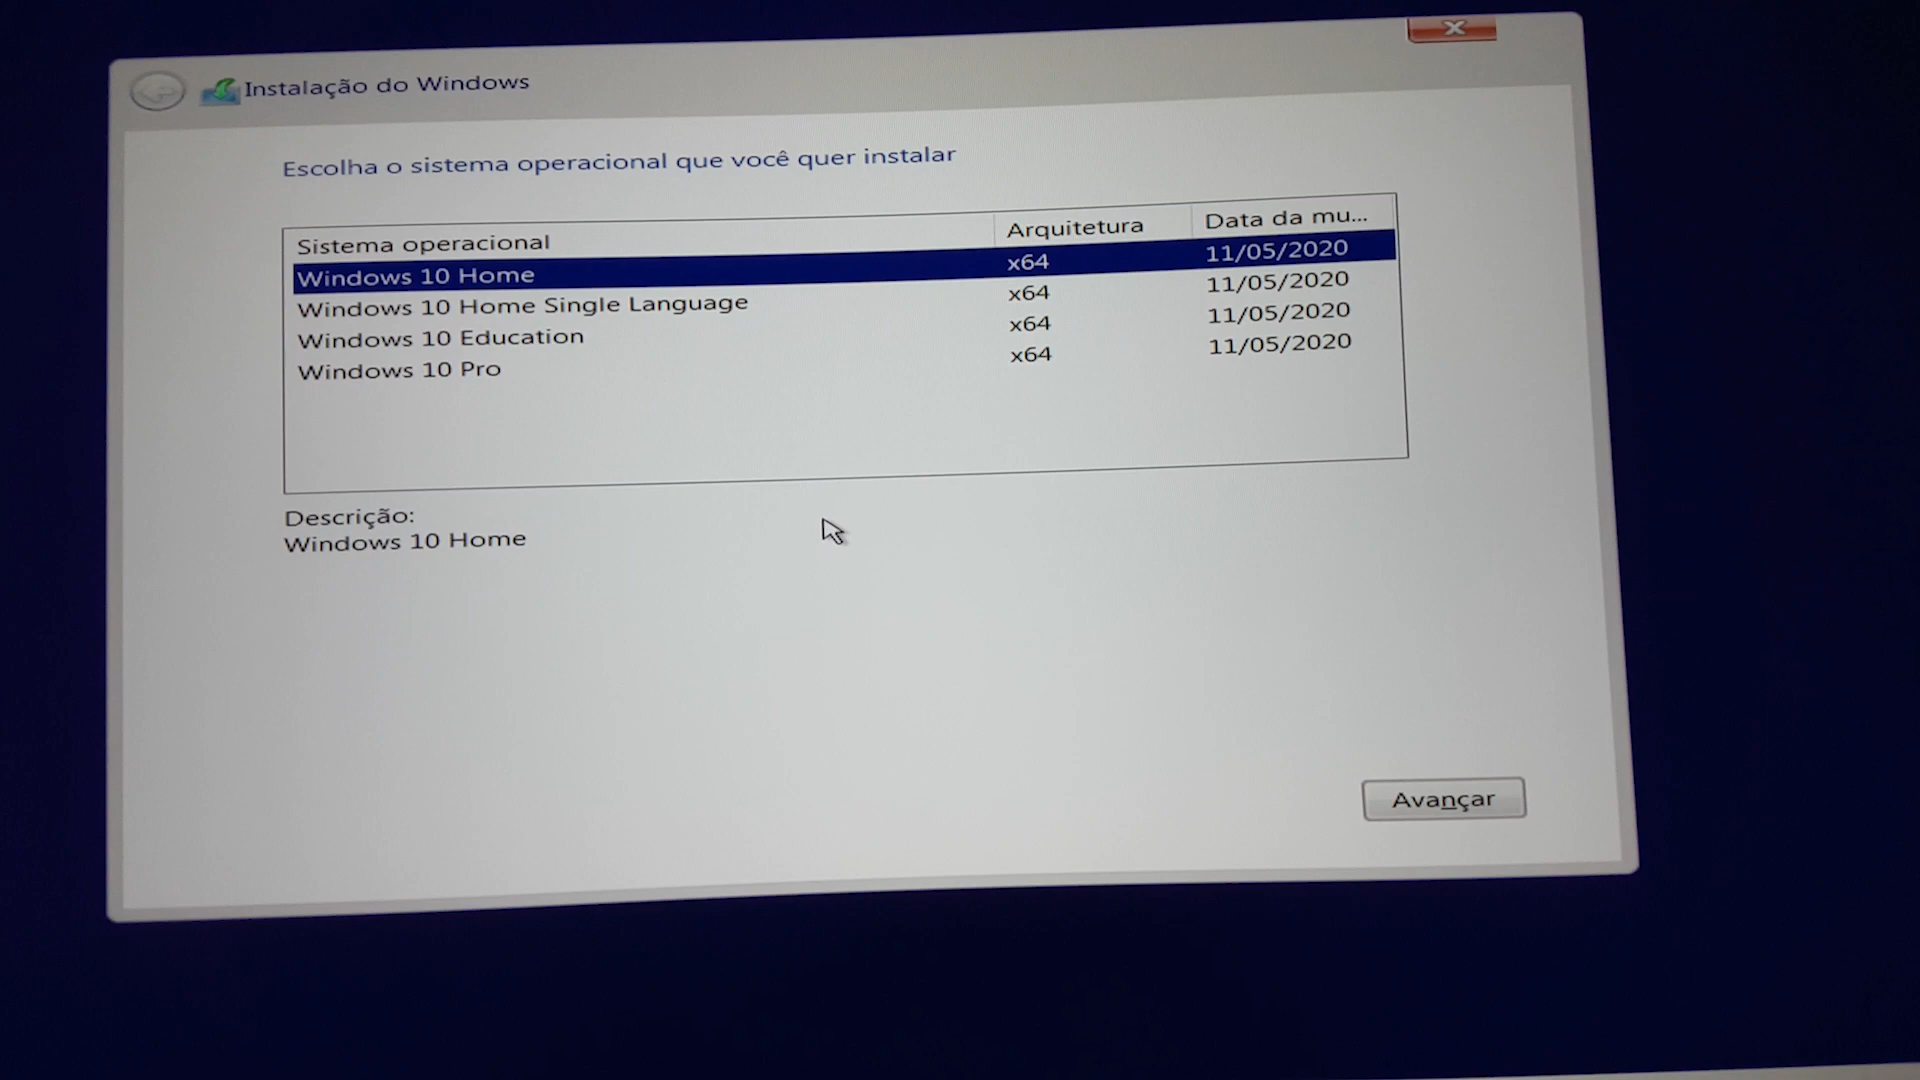 Instalação do Windows
Escolha o sistema operacional que você quer instalar
Sistema operacional Arquitetura Data da mu...
Windows 10 Home x64 11/05/2020
Windows 10 Home Single Language x64 11/05/2020
Windows 10 Education x64 11/05/2020
Windows 10 Pro x64 11/05/2020
Descrição:
Windows 10 Home
Avançar